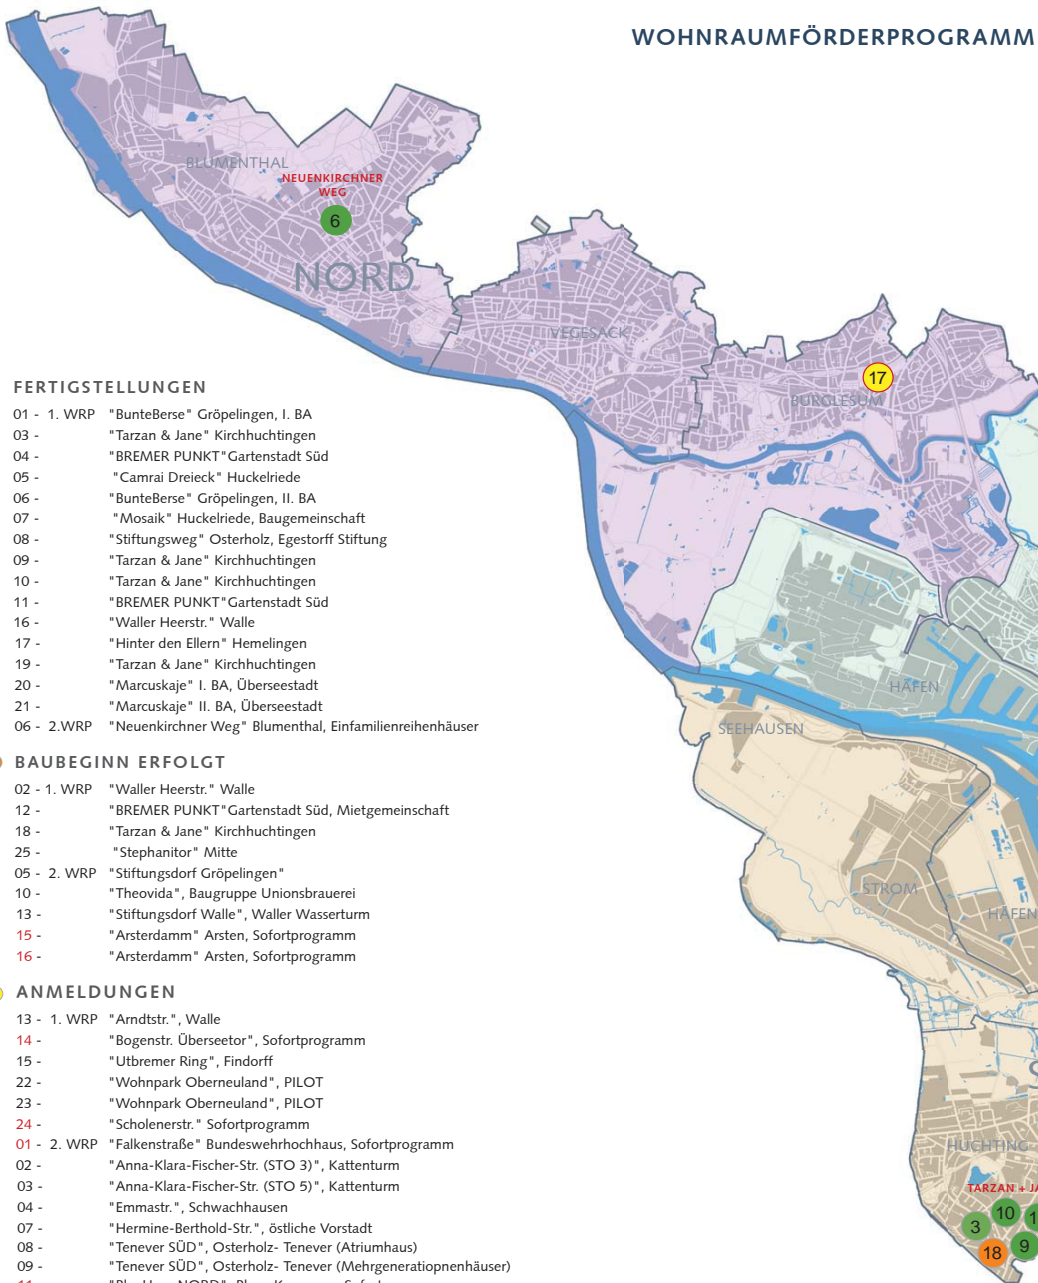 WOHNRAUMFÖRDERPROGRAMM
BLUMENTHAL
NEUENKIRCHNER
WEG
6
NORD
VEGESACK
17
BURGLESUM
FERTIGSTELLUNGEN
01 - 1. WRP "BunteBerse" Gröpelingen, I. BA
03 - "Tarzan & Jane" Kirchhuchtingen
04 - "BREMER PUNKT"Gartenstadt Süd
05 - "Camrai Dreieck" Huckelriede
06 - "BunteBerse" Gröpelingen, II. BA
07 - "Mosaik" Huckelriede, Baugemeinschaft
08 - "Stiftungsweg" Osterholz, Egestorff Stiftung
09 - "Tarzan & Jane" Kirchhuchtingen
10 - "Tarzan & Jane" Kirchhuchtingen
11 - "BREMER PUNKT"Gartenstadt Süd
16 - "Waller Heerstr." Walle
17 - "Hinter den Ellern" Hemelingen
19 - "Tarzan & Jane" Kirchhuchtingen
20 - "Marcuskaje" I. BA, Überseestadt
21 - "Marcuskaje" II. BA, Überseestadt
06 - 2.WRP "Neuenkirchner Weg" Blumenthal, Einfamilienreihenhäuser
BAUBEGINN ERFOLGT
02 - 1. WRP "Waller Heerstr." Walle
12 - "BREMER PUNKT"Gartenstadt Süd, Mietgemeinschaft
18 - "Tarzan & Jane" Kirchhuchtingen
25 - "Stephanitor" Mitte
05 - 2. WRP "Stiftungsdorf Gröpelingen"
10 - "Theovida", Baugruppe Unionsbrauerei
13 - "Stiftungsdorf Walle", Waller Wasserturm
15 - "Arsterdamm" Arsten, Sofortprogramm
16 - "Arsterdamm" Arsten, Sofortprogramm
ANMELDUNGEN
13 - 1. WRP "Arndtstr.", Walle
14 - "Bogenstr. Überseetor", Sofortprogramm
15 - "Utbremer Ring", Findorff
22 - "Wohnpark Oberneuland", PILOT
23 - "Wohnpark Oberneuland", PILOT
24 - "Scholenerstr." Sofortprogramm
01 - 2. WRP "Falkenstraße" Bundeswehrhochhaus, Sofortprogramm
02 - "Anna-Klara-Fischer-Str. (STO 3)", Kattenturm
03 - "Anna-Klara-Fischer-Str. (STO 5)", Kattenturm
04 - "Emmastr.", Schwachhausen
07 - "Hermine-Berthold-Str.", östliche Vorstadt
08 - "Tenever SÜD", Osterholz- Tenever (Atriumhaus)
09 - "Tenever SÜD", Osterholz- Tenever (Mehrgeneratiopnenhäuser)
HÄFEN
SEEHAUSEN
STROM
HÄFEN
HUCHTING
TARZAN + JA
10
3
9
18